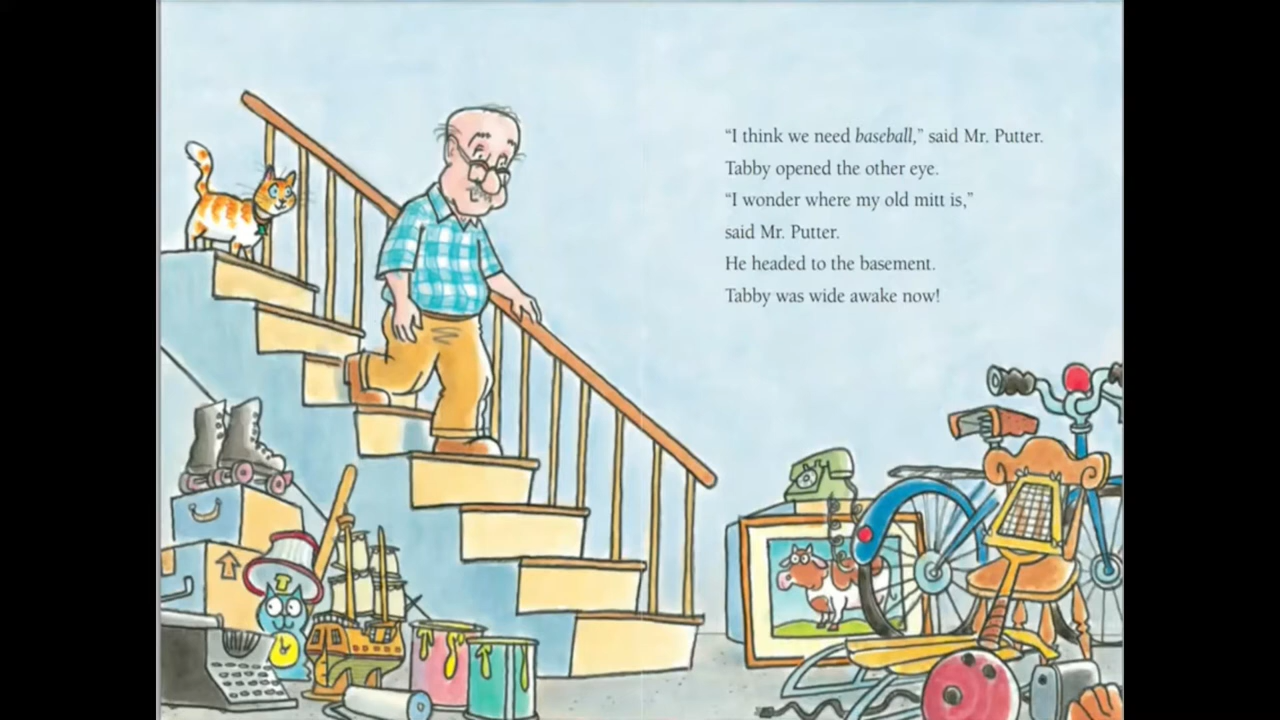 “I think we need baseball,” said Mr. Putter.
Tabby opened the other eye.
“I wonder where my old mitt is,”
said Mr. Putter.
He headed to the basement.
Tabby was wide awake now!